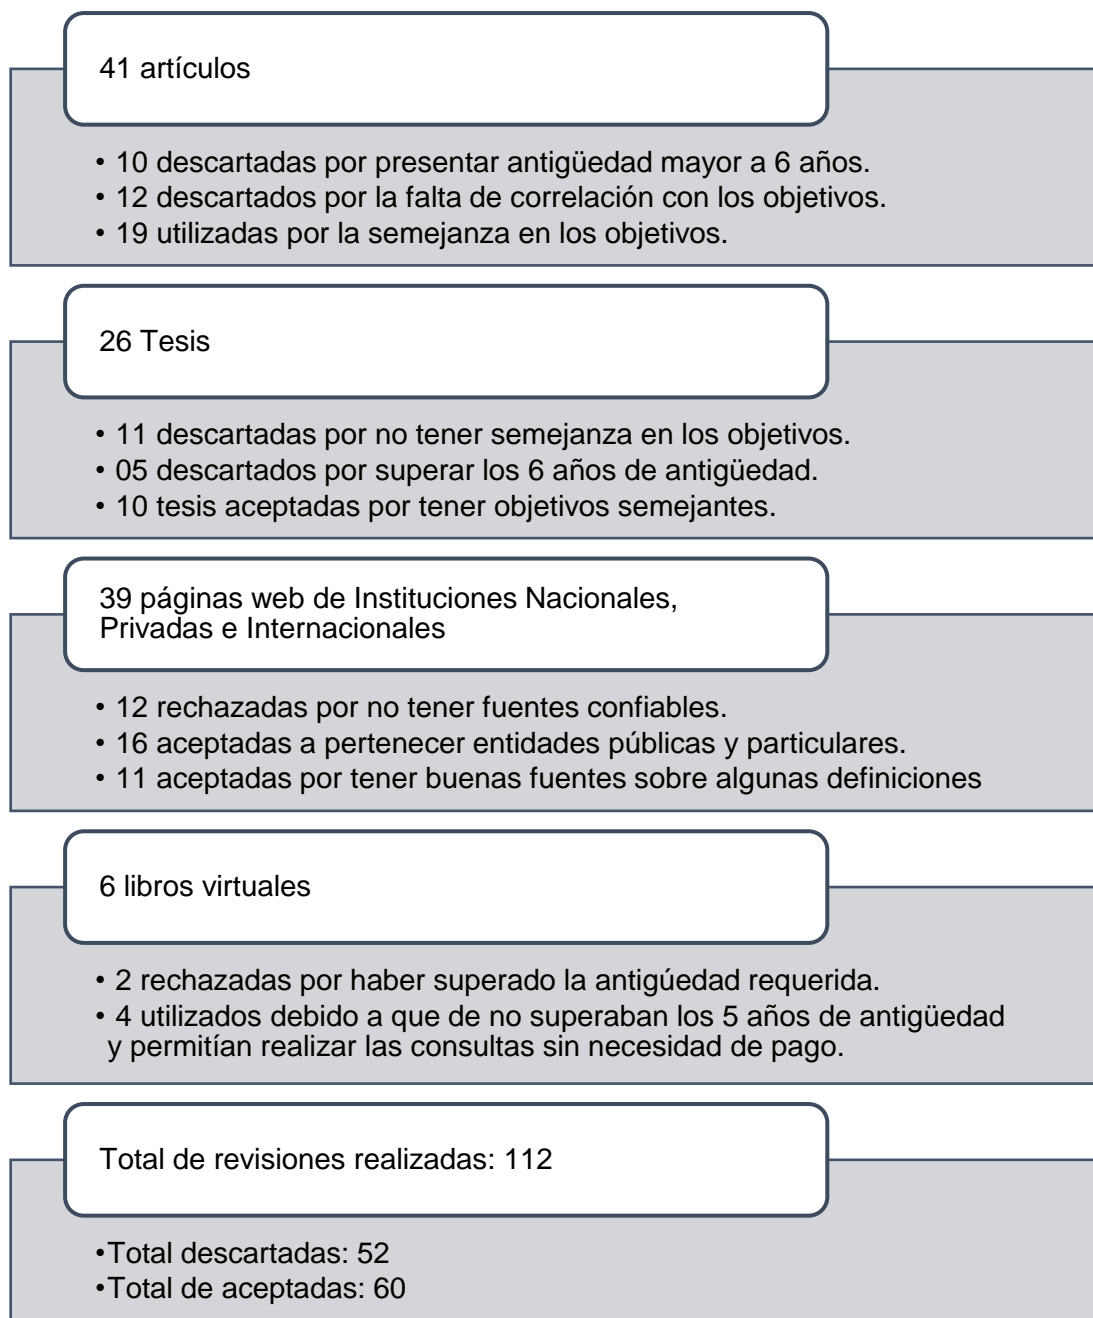 41 artículos
• 10 descartadas por presentar antigüedad mayor a 6 años.
• 12 descartados por la falta de correlación con los objetivos.
• 19 utilizadas por la semejanza en los objetivos.
26 Tesis
• 11 descartadas por no tener semejanza en los objetivos.
• 05 descartados por superar los 6 años de antigüedad.
• 10 tesis aceptadas por tener objetivos semejantes.
39 páginas web de Instituciones Nacionales,
Privadas e Internacionales
• 12 rechazadas por no tener fuentes confiables.
• 16 aceptadas a pertenecer entidades públicas y particulares.
• 11 aceptadas por tener buenas fuentes sobre algunas definiciones
6 libros virtuales
• 2 rechazadas por haber superado la antigúedad requerida.
• 4 utilizados debido a que de no superaban los 5 años de antigüedad
y permitían realizar las consultas sin necesidad de pago.
Total de revisiones realizadas: 112
•Total descartadas: 52
•Total de aceptadas: 60